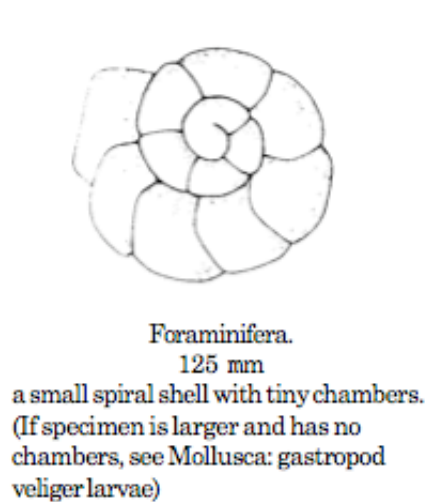 Foraminifera.
125 mm
a small spiral shell with tiny chambers.
(If specimen is larger and has no
chambers, see Mollusca: gastropod
veliger larvae)